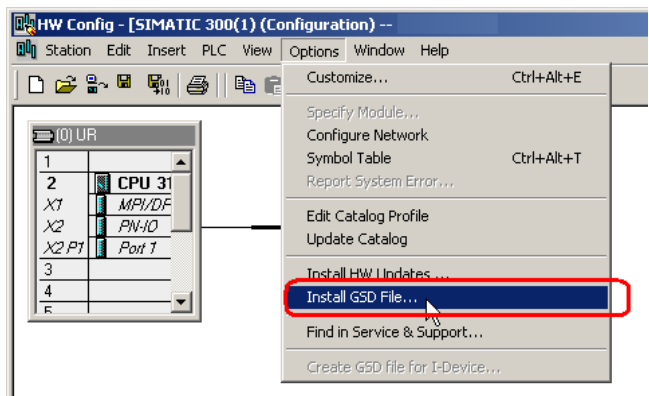 HW Config - [SIMATIC 300(1) (Configuration) --
Station Edit Insert PLC View Options Window Help
Customize... Ctrl+Alt+E
Specify Module...
Configure Network
Symbol Table Ctrl+Alt+T
Report System Error...
Edit Catalog Profile
Update Catalog
Install HW Updates ...
Install GSD File...
Find in Service & Support...
Create GSD file for I-Device...
(0) UR
1
2 CPU 31
X1 MPI/DP
X2 PN-IO
X2 P1 Port 1
3
4
5